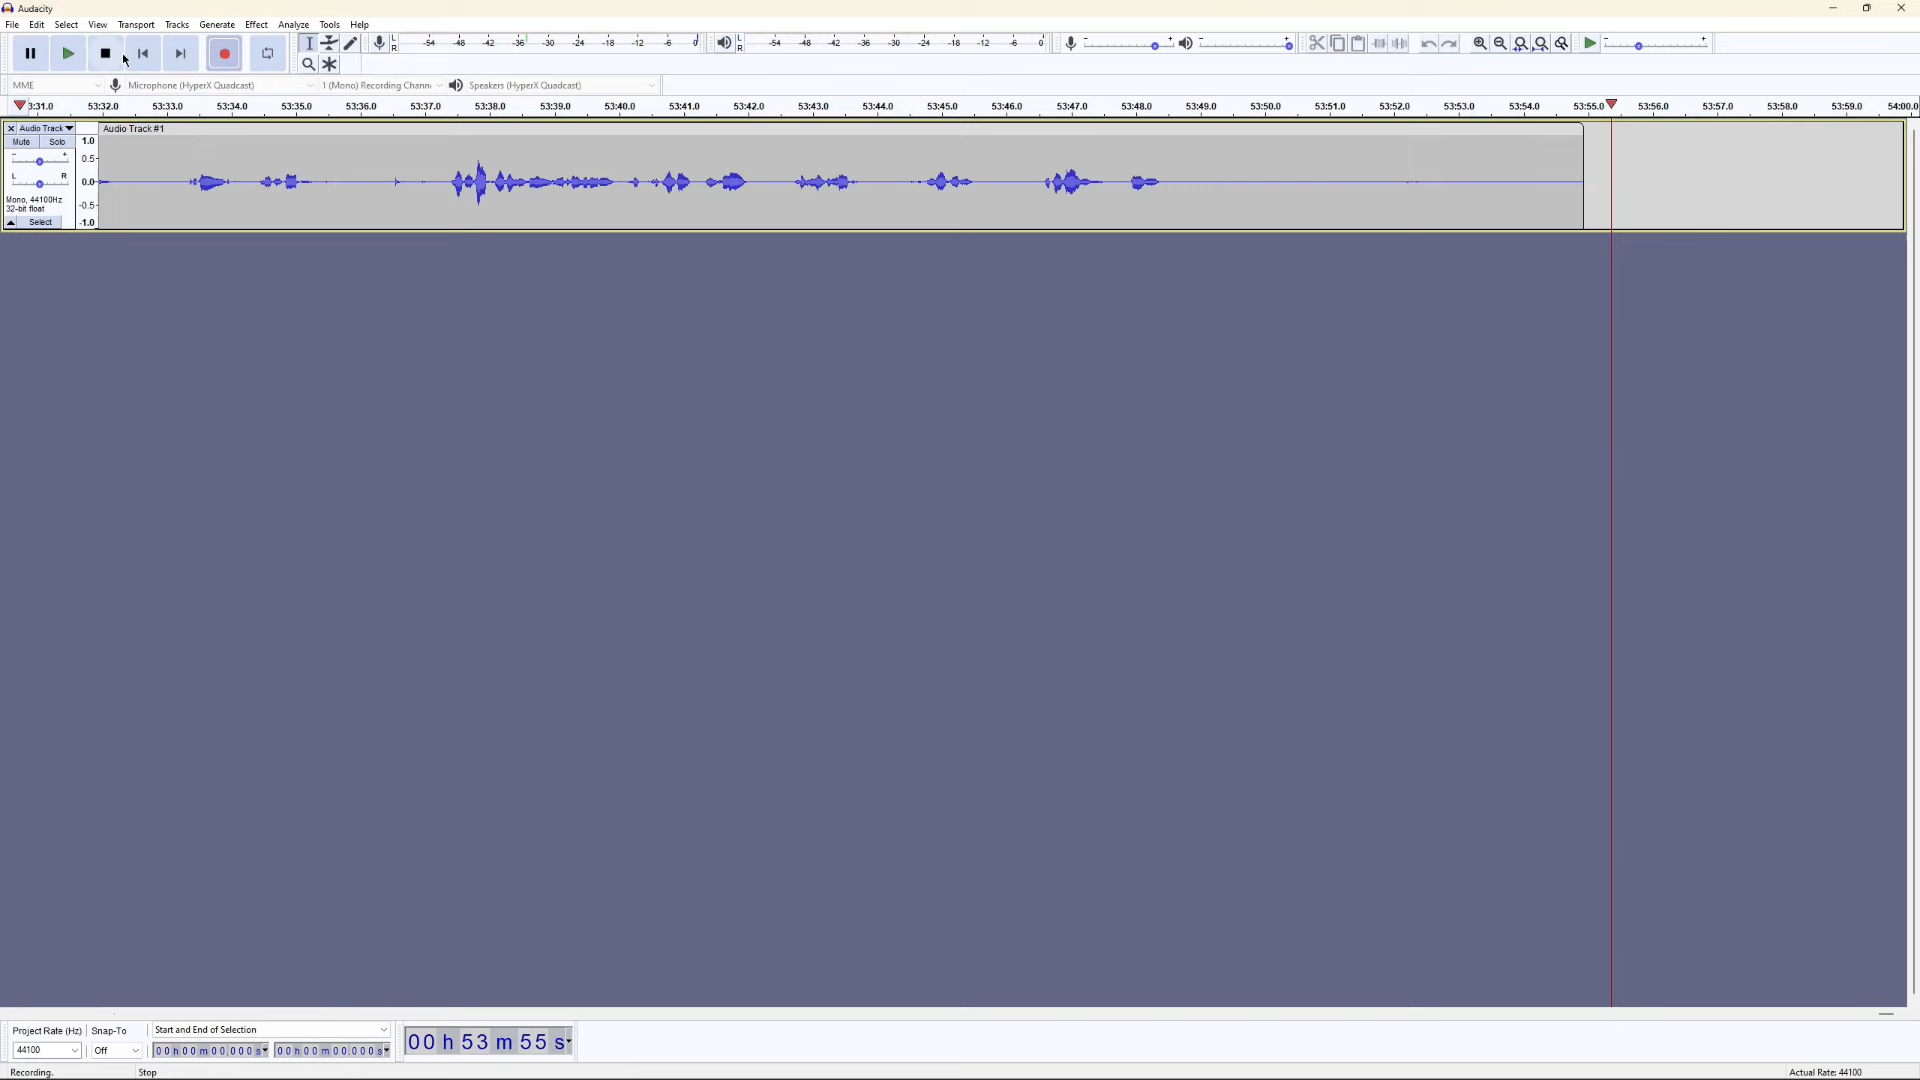 Audacity
File Edit Select View Transport Tracks Generate Effect Analyze Tools Help
L -54 -48 -42 -36 -30 -24 -18 -12 -6 0 L -54 -48 -42 -36 -30 -24 -18 -12 -6 0 - + - + - +
R R
MME Microphone (HyperX Quadcast) 1 (Mono) Recording Chann Speakers (HyperX Quadcast)
3:31.0 53:32.0 53:33.0 53:34.0 53:35.0 53:36.0 53:37.0 53:38.0 53:39.0 53:40.0 53:41.0 53:42.0 53:43.0 53:44.0 53:45.0 53:46.0 53:47.0 53:48.0 53:49.0 53:50.0 53:51.0 53:52.0 53:53.0 53:54.0 53:55.0 53:56.0 53:57.0 53:58.0 53:59.0 54:00.0
Audio Track Audio Track #1
Mute Solo 1.0
- + 0.5
L R 0.0
Mono, 44100Hz
32-bit float -0.5
Select -1.0
Project Rate (Hz) Snap-To Start and End of Selection
44100 Off 00h00m00.000s 00h00m00.000s 00 h 53 m 55 s
Recording. Stop Actual Rate: 44100